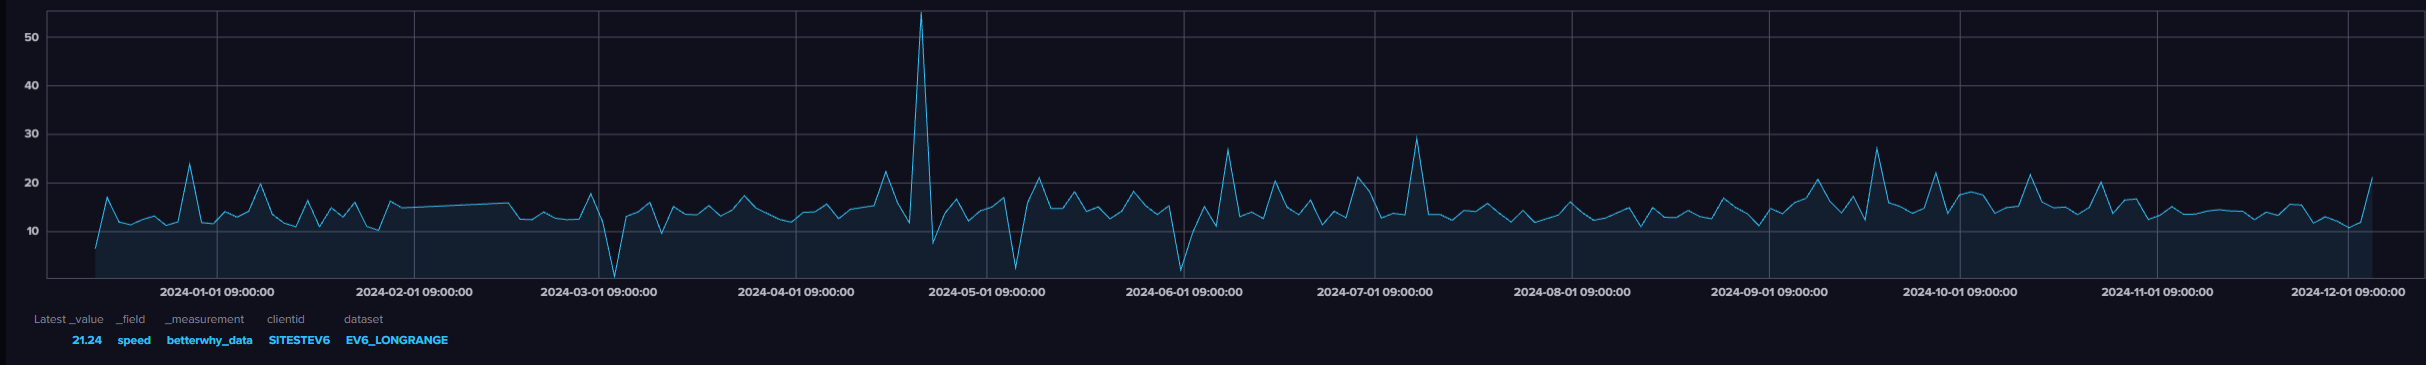 50
40
30
20
10
2024-01-01 09:00:00 2024-02-01 09:00:00 2024-03-01 09:00:00 2024-04-01 09:00:00 2024-05-01 09:00:00 2024-06-01 09:00:00 2024-07-01 09:00:00 2024-08-01 09:00:00 2024-09-01 09:00:00 2024-10-01 09:00:00 2024-11-01 09:00:00 2024-12-01 09:00:00
Latest _value _field _measurement clientid dataset
21.24 speed betterwhy_data SITESTEV6 EV6_LONGRANGE